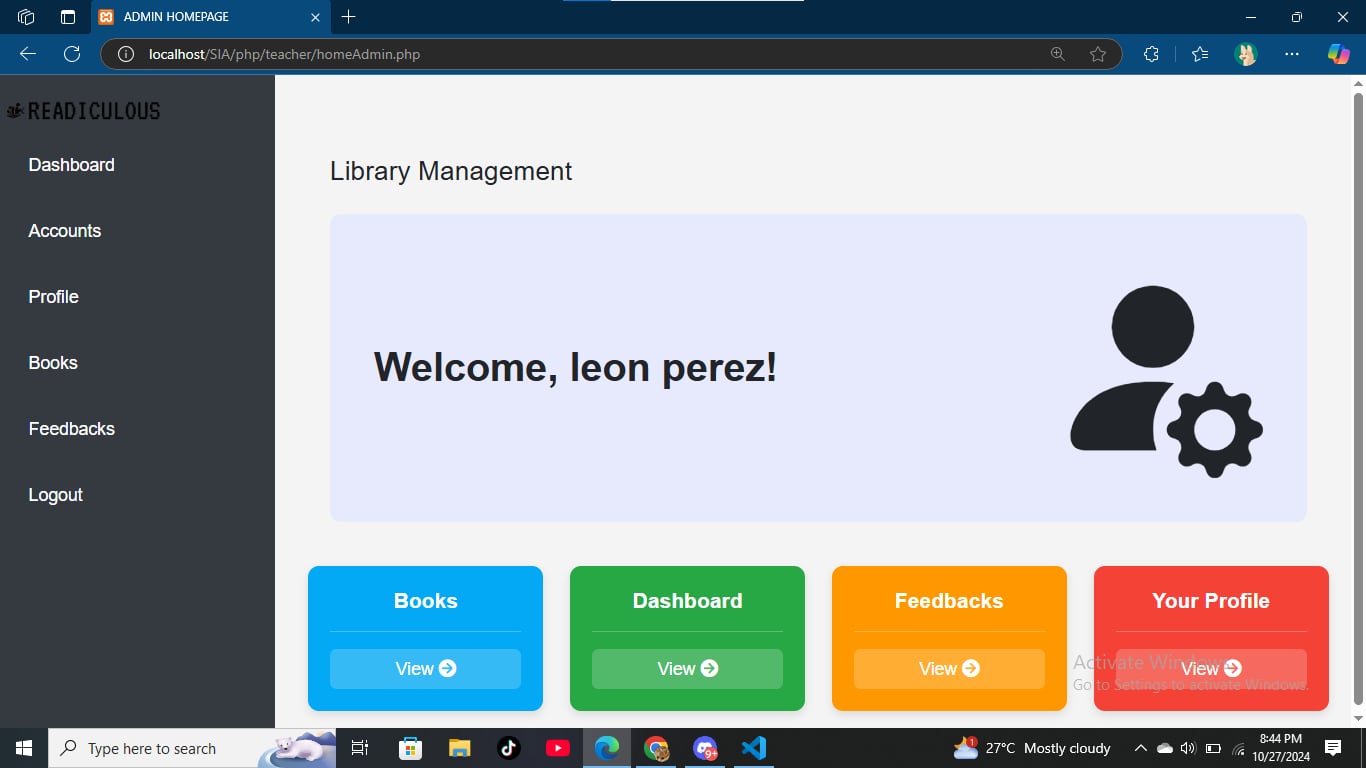 ADMIN HOMEPAGE
localhost/SIA/php/teacher/homeAdmin.php
READICULOUS
Dashboard
Accounts
Profile
Books
Feedbacks
Logout
Library Management
Welcome, leon perez!
Books
Dashboard
Feedbacks
Your Profile
View
View
View
View
Activate Windows
Go to Settings to activate Windows.
Type here to search
1
9+
27°C Mostly cloudy
8:44 PM
10/27/2024